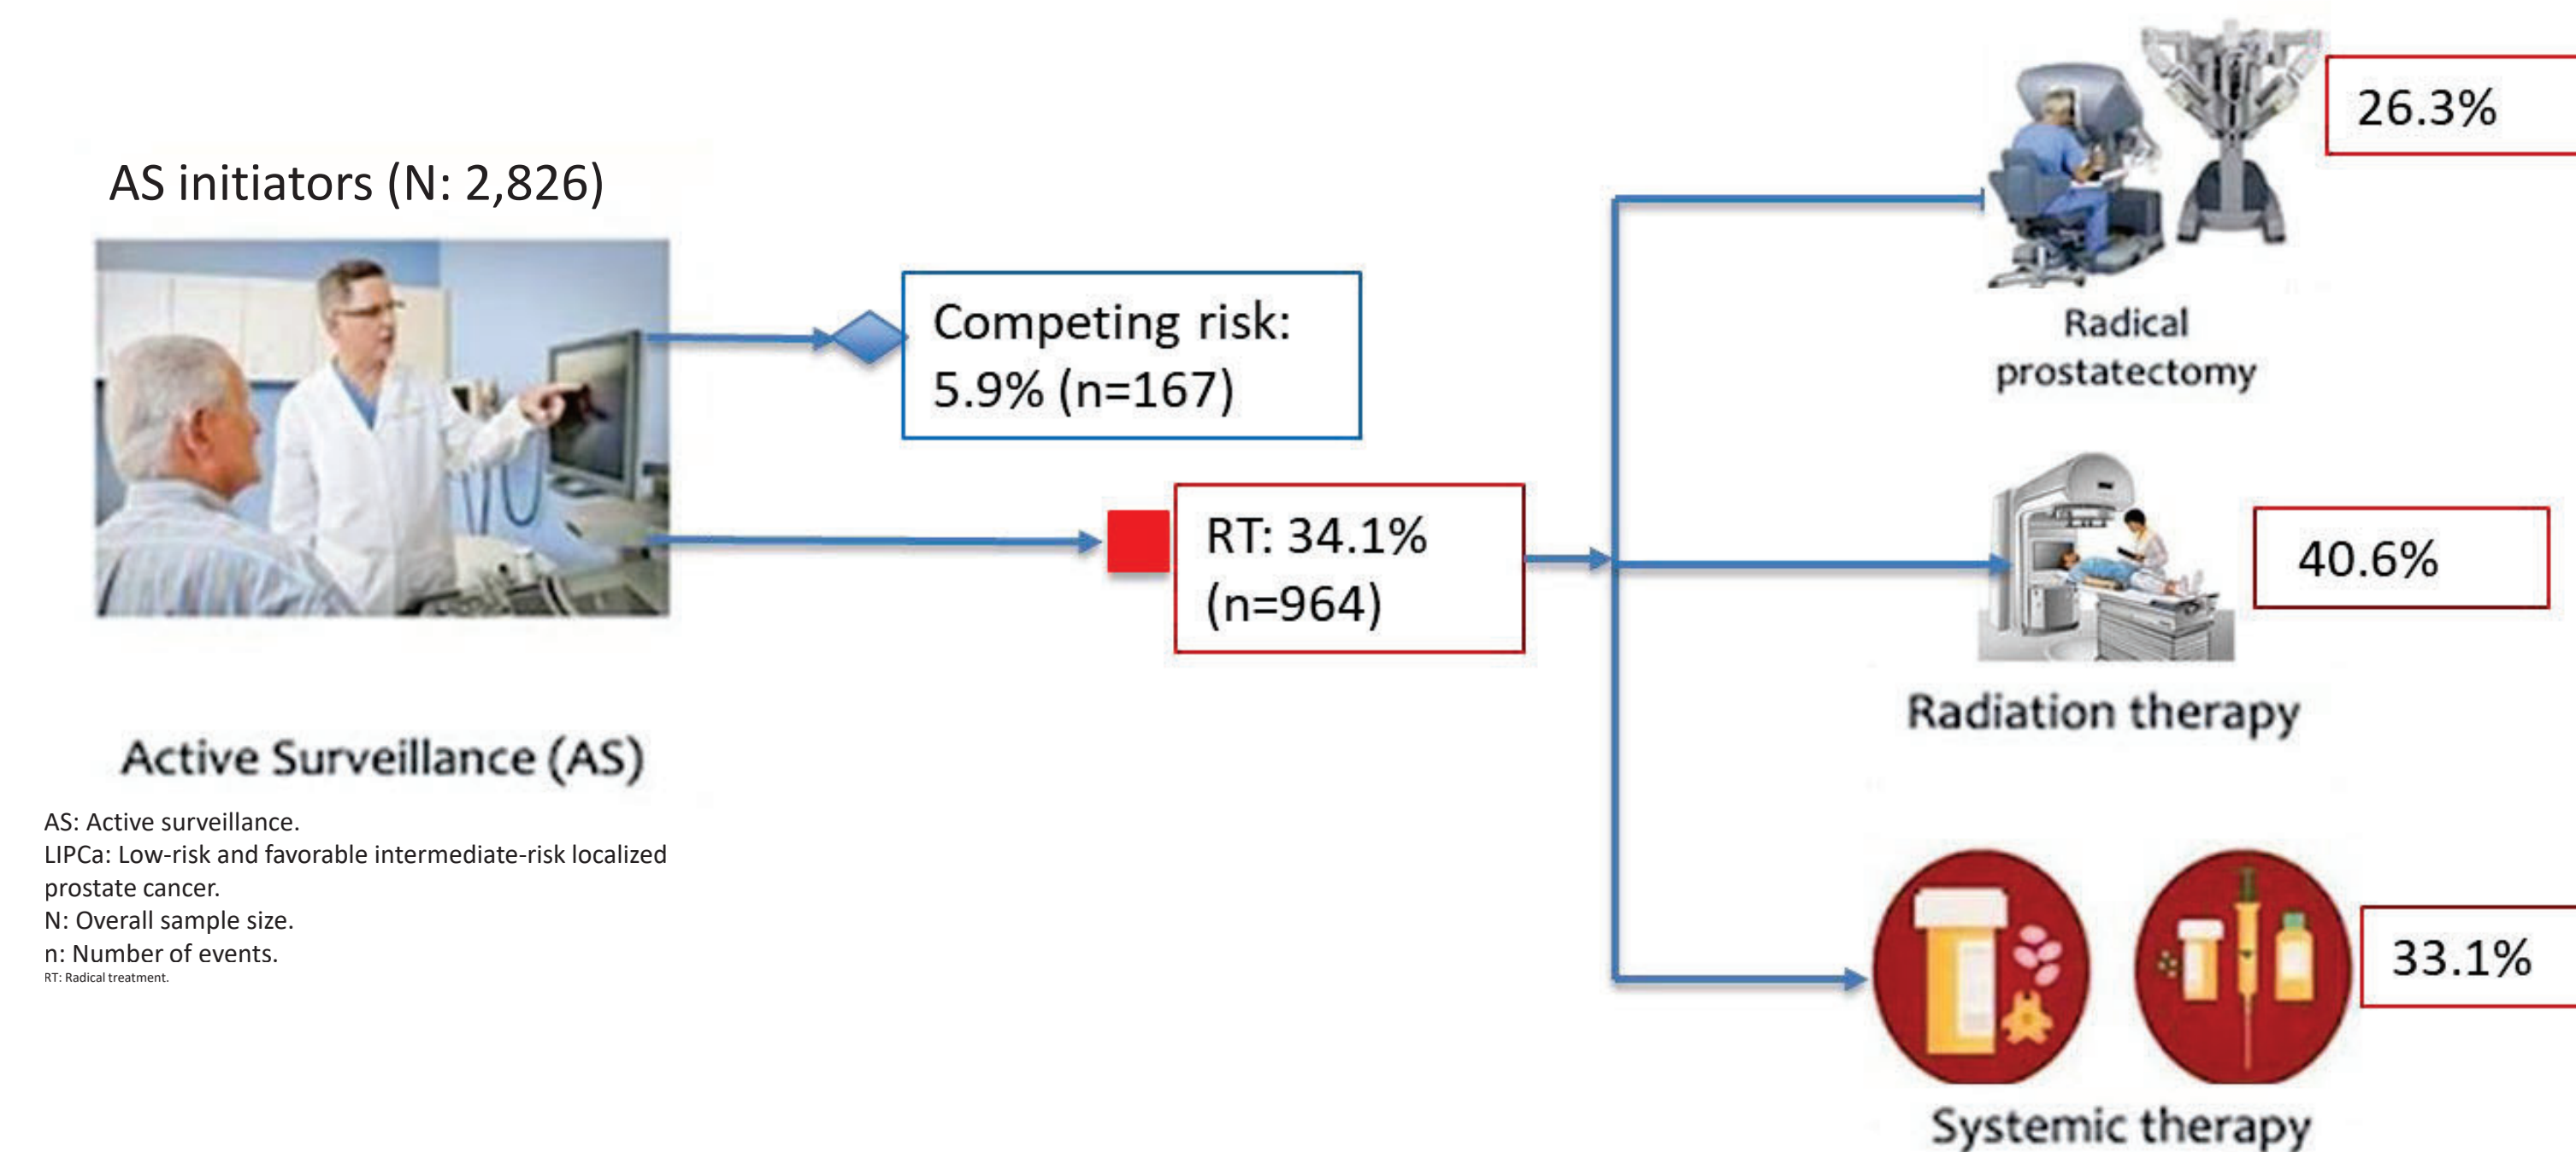 AS initiators (N: 2,826)
Active Surveillance (AS)
AS: Active surveillance.
LIPCa: Low-risk and favorable intermediate-risk localized
prostate cancer.
N: Overall sample size.
n: Number of events.
RT: Radical treatment.
Competing risk:
5.9% (n=167)
RT: 34.1%
(n=964)
26.3%
Radical
prostatectomy
40.6%
Radiation therapy
33.1%
Systemic therapy